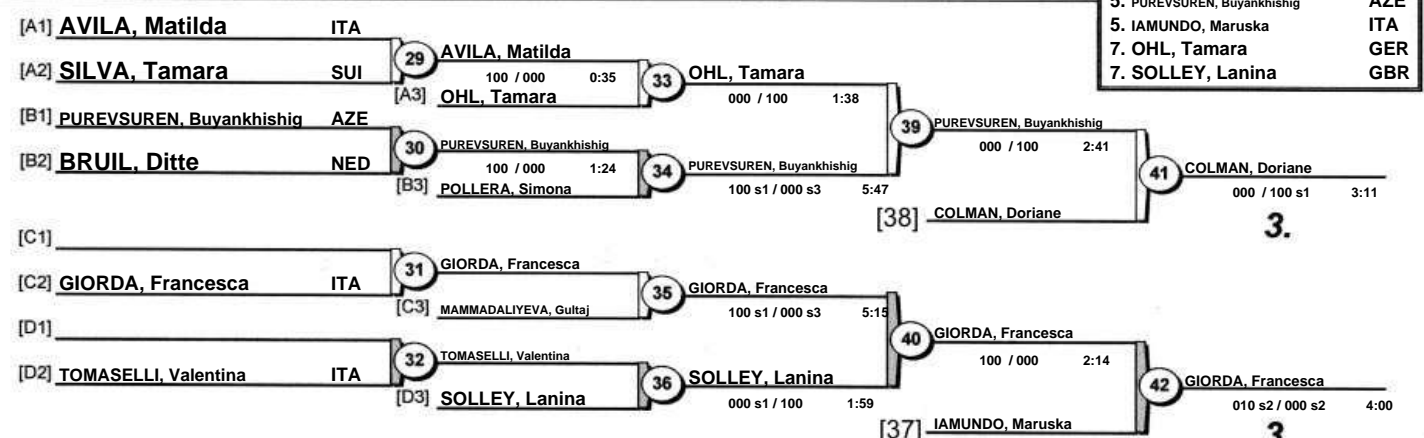 5. PUREVSUREN, Buyankhishig AZE
5. IAMUNDO, Maruska ITA
7. OHL, Tamara GER
7. SOLLEY, Lanina GBR
[A1] AVILA, Matilda ITA
29
AVILA, Matilda
[A2] SILVA, Tamara SUI
100 / 000 0:35
[A3] OHL, Tamara
33
OHL, Tamara
000 / 100 1:38
[B1] PUREVSUREN, Buyankhishig AZE
30
PUREVSUREN, Buyankhishig
[B2] BRUIL, Ditte NED
100 / 000 1:24
[B3] POLLERA, Simona
34
PUREVSUREN, Buyankhishig
100 s1 / 000 s3 5:47
39
PUREVSUREN, Buyankhishig
000 / 100 2:41
[38] COLMAN, Doriane
41
COLMAN, Doriane
000 / 100 s1 3:11
3.
[C1]
31
GIORDA, Francesca
[C2] GIORDA, Francesca ITA
[C3] MAMMADALIYEVA, Gultaj
35
GIORDA, Francesca
100 s1 / 000 s3 5:15
[D1]
32
TOMASELLI, Valentina
[D2] TOMASELLI, Valentina ITA
[D3] SOLLEY, Lanina
36
SOLLEY, Lanina
000 s1 / 100 1:59
40
GIORDA, Francesca
100 / 000 2:14
[37] IAMUNDO, Maruska
42
GIORDA, Francesca
010 s2 / 000 s2 4:00
3